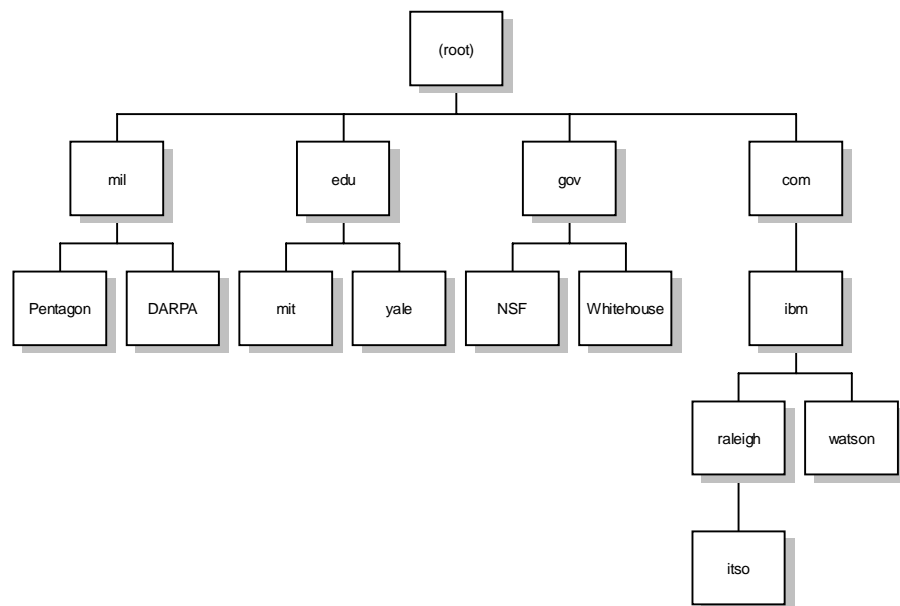 (root)
mil
edu
gov
com
Pentagon
DARPA
mit
yale
NSF
Whitehouse
ibm
raleigh
watson
itso